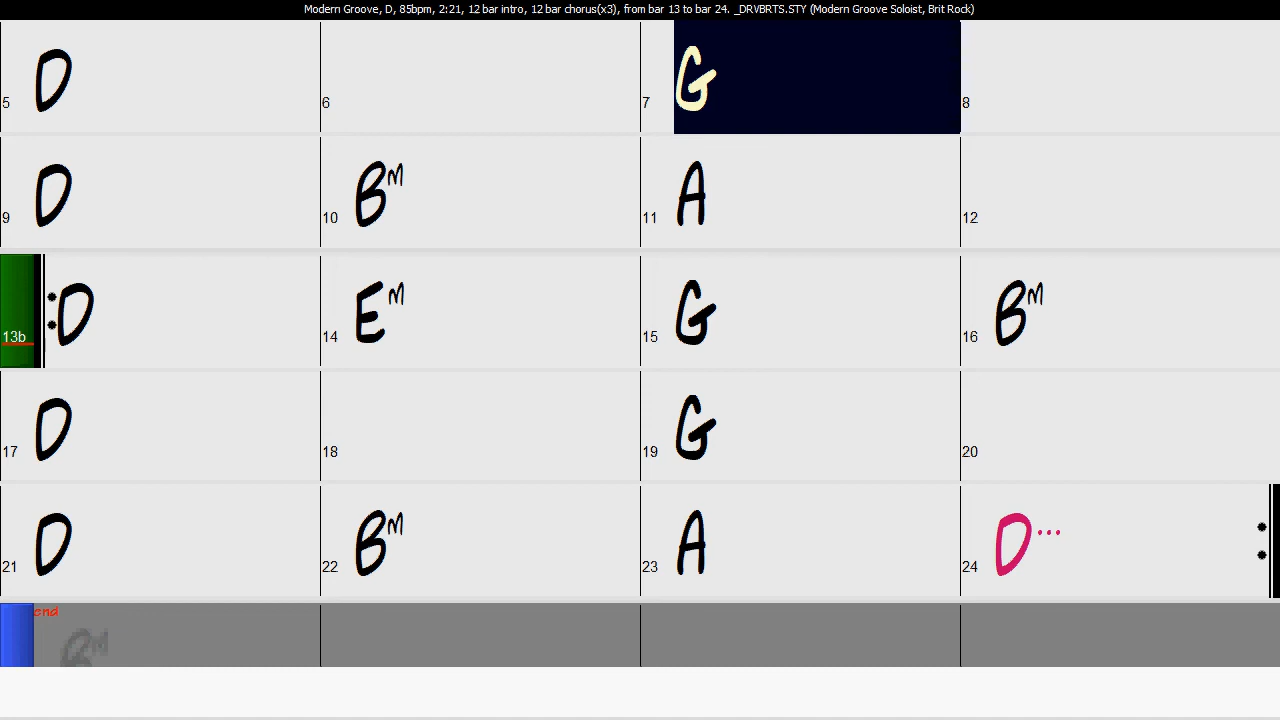 Modern Groove, D, 85bpm, 2:21, 12 bar intro, 12 bar chorus(x3), from bar 13 to bar 24. _DRVBRTS.STY (Modern Groove Soloist, Brit Rock)
5 D 6 7 G 8
9 D 10 Bm 11 A 12
13b D 14 Em 15 G 16 Bm
17 D 18 19 G 20
21 D 22 Bm 23 A 24 D...
end
Bm